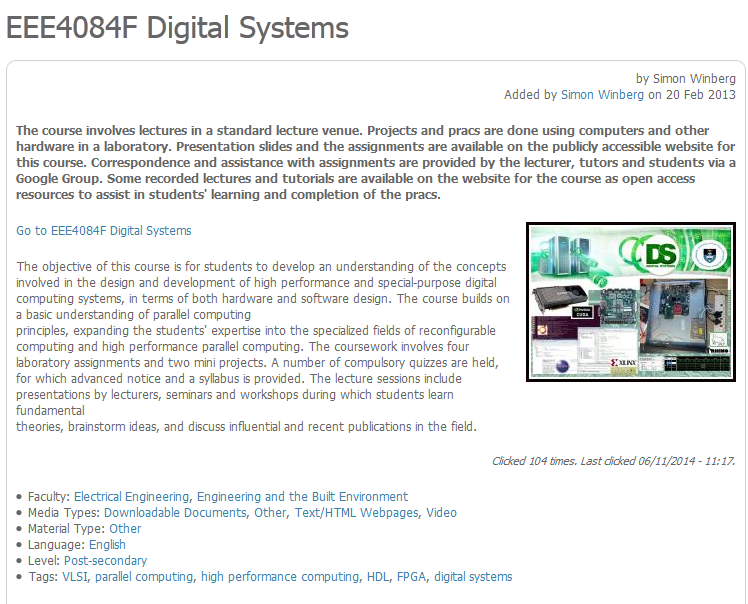 EEE4084F Digital Systems
by Simon Winberg
Added by Simon Winberg on 20 Feb 2013
The course involves lectures in a standard lecture venue. Projects and pracs are done using computers and other
hardware in a laboratory. Presentation slides and the assignments are available on the publicly accessible website for
this course. Correspondence and assistance with assignments are provided by the lecturer, tutors and students via a
Google Group. Some recorded lectures and tutorials are available on the website for the course as open access
resources to assist in students' learning and completion of the pracs.
Go to EEE4084F Digital Systems
The objective of this course is for students to develop an understanding of the concepts
involved in the design and development of high performance and special-purpose digital
computing systems, in terms of both hardware and software design. The course builds on
a basic understanding of parallel computing
principles, expanding the students' expertise into the specialized fields of reconfigurable
computing and high performance parallel computing. The coursework involves four
laboratory assignments and two mini projects. A number of compulsory quizzes are held,
for which advanced notice and a syllabus is provided. The lecture sessions include
presentations by lecturers, seminars and workshops during which students learn
fundamental
theories, brainstorm ideas, and discuss influential and recent publications in the field.
DS
CUDA
XILINX
RHINO
Clicked 104 times. Last clicked 06/11/2014 - 11:17.
• Faculty: Electrical Engineering, Engineering and the Built Environment
• Media Types: Downloadable Documents, Other, Text/HTML Webpages, Video
• Material Type: Other
• Language: English
• Level: Post-secondary
• Tags: VLSI, parallel computing, high performance computing, HDL, FPGA, digital systems